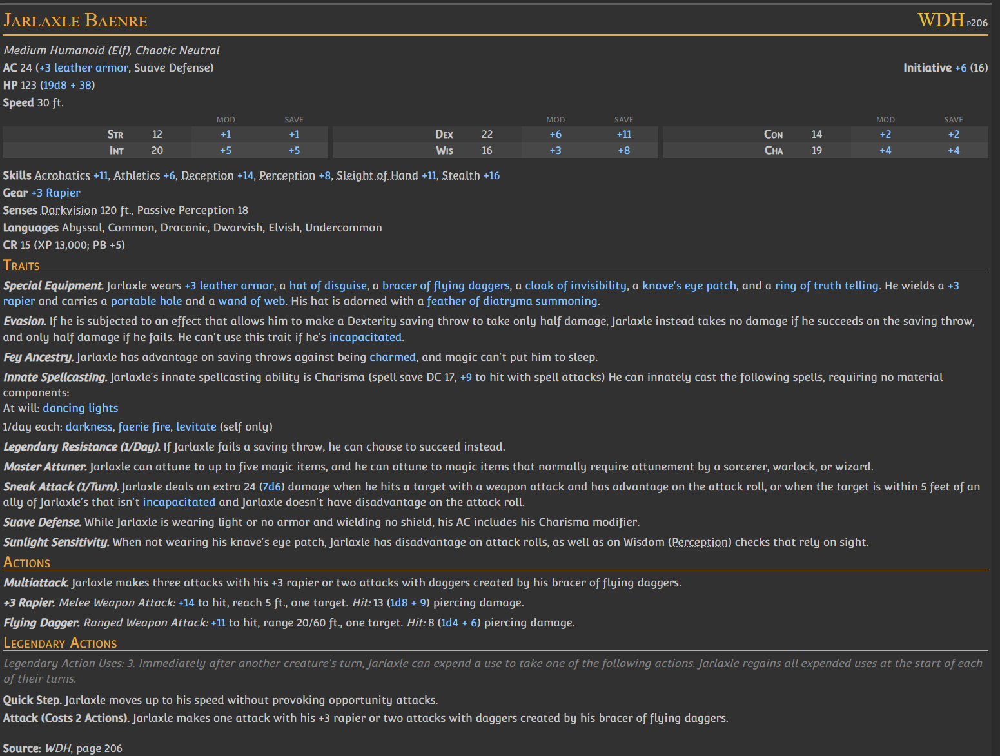 Jarlaxle Baenre WDH P206
Medium Humanoid (Elf), Chaotic Neutral
AC 24 (+3 leather armor, Suave Defense) Initiative +6 (16)
HP 123 (19d8 + 38)
Speed 30 ft.
MOD SAVE MOD SAVE MOD SAVE
Str 12 +1 +1 Dex 22 +6 +11 Con 14 +2 +2
Int 20 +5 +5 Wis 16 +3 +8 Cha 19 +4 +4
Skills Acrobatics +11, Athletics +6, Deception +14, Perception +8, Sleight of Hand +11, Stealth +16
Gear +3 Rapier
Senses Darkvision 120 ft., Passive Perception 18
Languages Abyssal, Common, Draconic, Dwarvish, Elvish, Undercommon
CR 15 (XP 13,000; PB +5)
Traits
Special Equipment. Jarlaxle wears +3 leather armor, a hat of disguise, a bracer of flying daggers, a cloak of invisibility, a knave's eye patch, and a ring of truth telling. He wields a +3
rapier and carries a portable hole and a wand of web. His hat is adorned with a feather of diatryma summoning.
Evasion. If he is subjected to an effect that allows him to make a Dexterity saving throw to take only half damage, Jarlaxle instead takes no damage if he succeeds on the saving throw,
and only half damage if he fails. He can't use this trait if he's incapacitated.
Fey Ancestry. Jarlaxle has advantage on saving throws against being charmed, and magic can't put him to sleep.
Innate Spellcasting. Jarlaxle's innate spellcasting ability is Charisma (spell save DC 17, +9 to hit with spell attacks) He can innately cast the following spells, requiring no material
components:
At will: dancing lights
1/day each: darkness, faerie fire, levitate (self only)
Legendary Resistance (1/Day). If Jarlaxle fails a saving throw, he can choose to succeed instead.
Master Attuner. Jarlaxle can attune to up to five magic items, and he can attune to magic items that normally require attunement by a sorcerer, warlock, or wizard.
Sneak Attack (1/Turn). Jarlaxle deals an extra 24 (7d6) damage when he hits a target with a weapon attack and has advantage on the attack roll, or when the target is within 5 feet of an
ally of Jarlaxle's that isn't incapacitated and Jarlaxle doesn't have disadvantage on the attack roll.
Suave Defense. While Jarlaxle is wearing light or no armor and wielding no shield, his AC includes his Charisma modifier.
Sunlight Sensitivity. When not wearing his knave's eye patch, Jarlaxle has disadvantage on attack rolls, as well as on Wisdom (Perception) checks that rely on sight.
Actions
Multiattack. Jarlaxle makes three attacks with his +3 rapier or two attacks with daggers created by his bracer of flying daggers.
+3 Rapier. Melee Weapon Attack: +14 to hit, reach 5 ft., one target. Hit: 13 (1d8 + 9) piercing damage.
Flying Dagger. Ranged Weapon Attack: +11 to hit, range 20/60 ft., one target. Hit: 8 (1d4 + 6) piercing damage.
Legendary Actions
Legendary Action Uses: 3. Immediately after another creature's turn, Jarlaxle can expend a use to take one of the following actions. Jarlaxle regains all expended uses at the start of each
of their turns.
Quick Step. Jarlaxle moves up to his speed without provoking opportunity attacks.
Attack (Costs 2 Actions). Jarlaxle makes one attack with his +3 rapier or two attacks with daggers created by his bracer of flying daggers.
Source: WDH, page 206